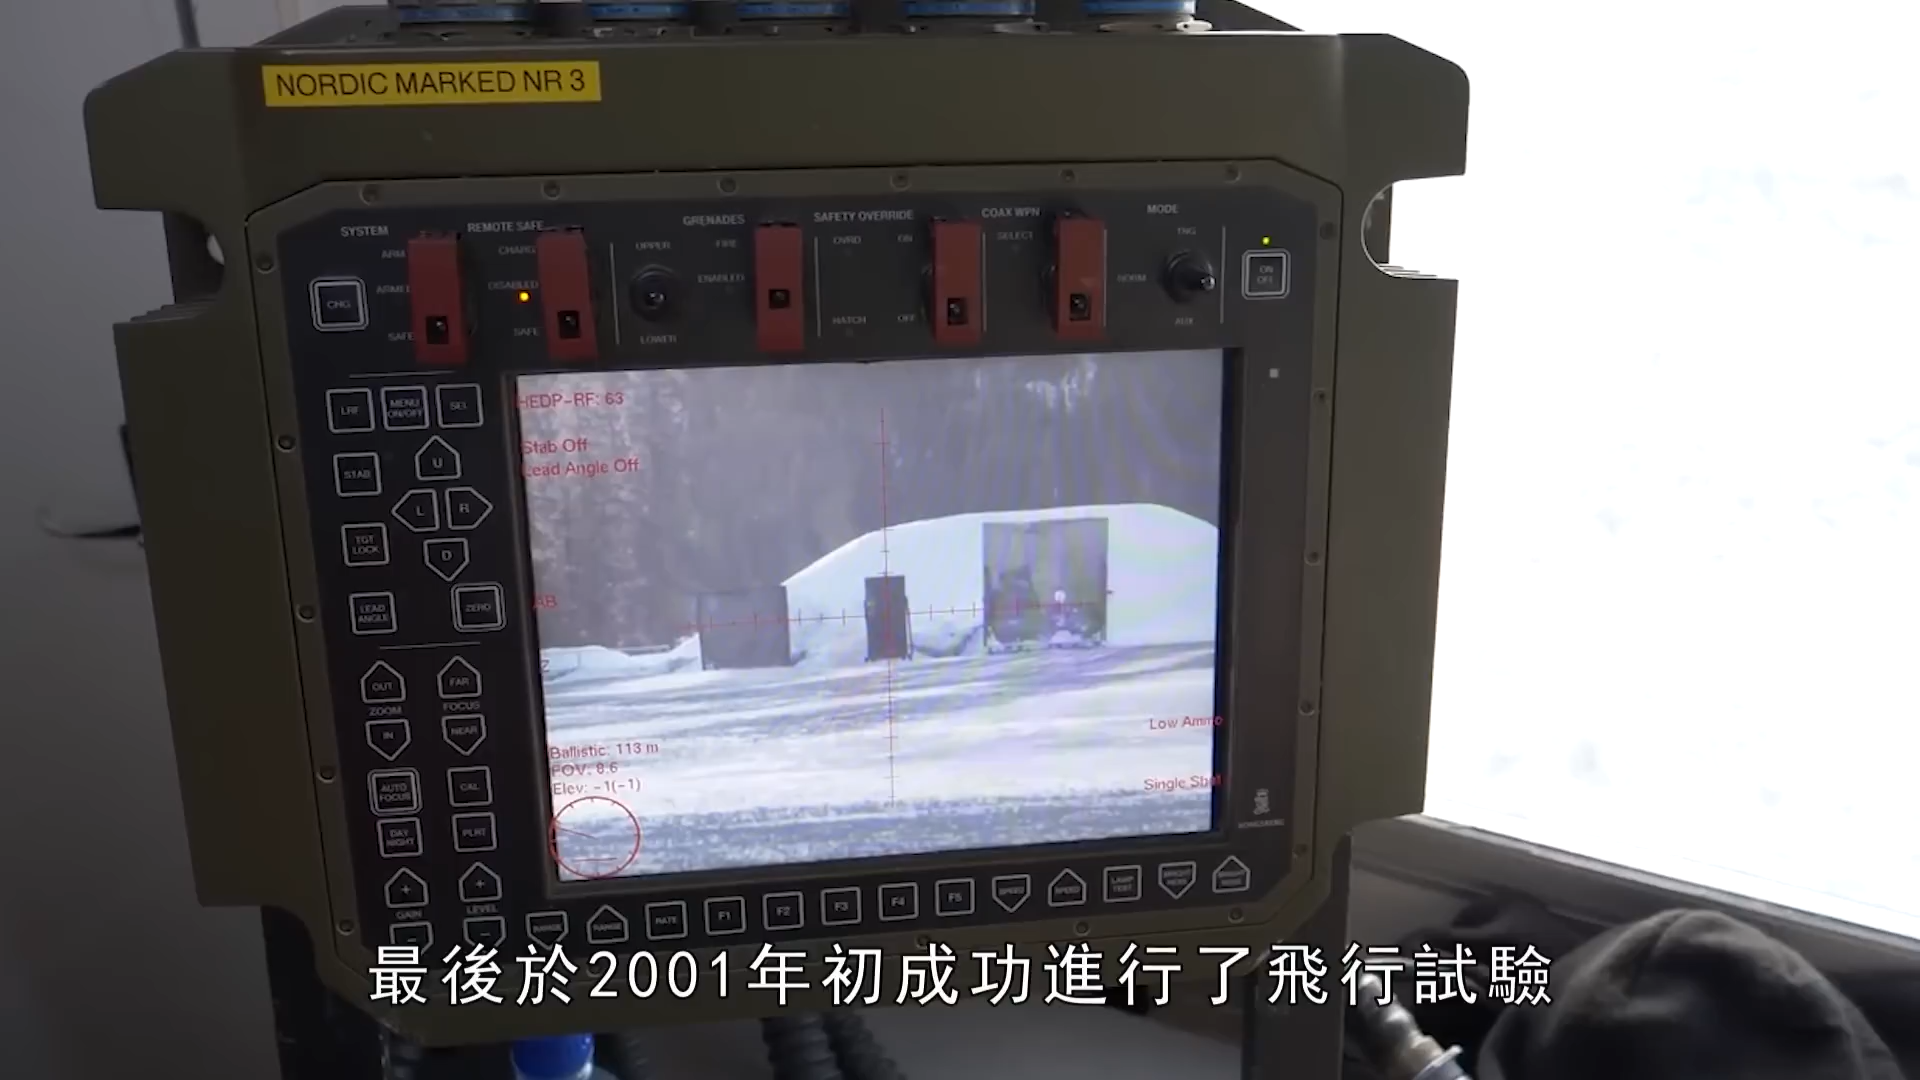 NORDIC MARKED NR 3
SYSTEM
REMOTE SAFE
GRENADES
SAFETY OVERRIDE
COAX WPN
MODE
ARM
CHARG
UPPER
FIRE
OVRD
ON
SELECT
TNG
ARMED
DISABLED
ENABLED
NORM
ON
OFF
CHG
SAFE
SAFE
LOWER
HATCH
OFF
AUX
LRF
MENU
ON/OFF
SEL
STAB
U
L
R
D
TGT
LOCK
LEAD
ANGLE
ZERO
OUT
ZOOM
IN
FAR
FOCUS
NEAR
AUTO
FOCUS
CAL
DAY
NIGHT
PLRT
+
GAIN
-
+
LEVEL
-
HEDP-RF: 63
Stab Off
Lead Angle Off
AB
Z
Ballistic: 113 m
FOV: 8.6
Elev: -1(-1)
Low Ammo
Single Shot
KONGSBERG
RANGE
RANGE
RATE
F1
F2
F3
F4
F5
SPEED
SPEED
LAMP
TEST
最後於2001年初成功進行了飛行試驗